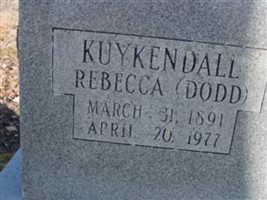 KUYKENDALL
REBECCA (DODD)
MARCH 31, 1891
APRIL 20, 1977